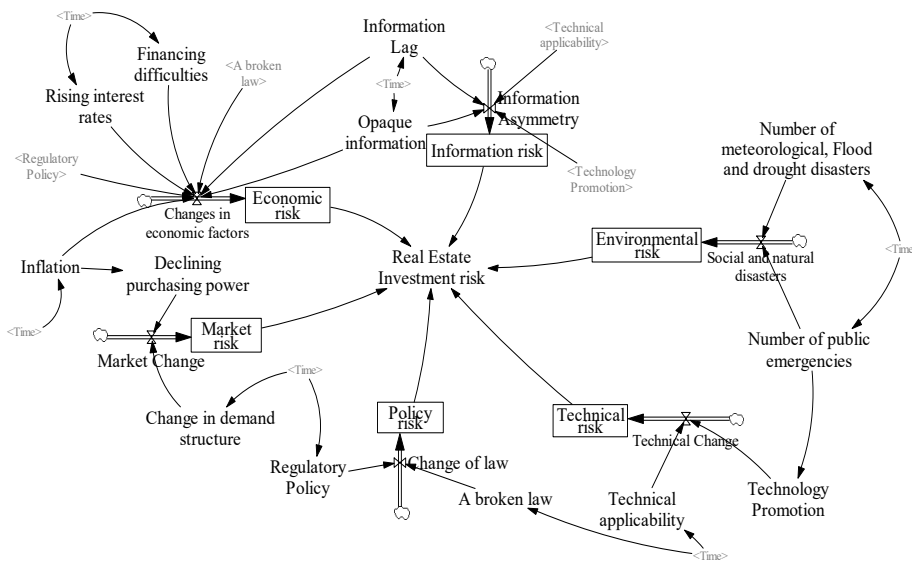 <Time>
Financing
difficulties
Rising interest
rates
<A broken
law>
Information
Lag
<Time>
Opaque
information
<Technical
applicability>
Information
Asymmetry
Information risk
<Technology
Promotion>
<Regulatory
Policy>
Changes in
economic factors
Economic
risk
Inflation
<Time>
Declining
purchasing power
Market Change
Market
risk
Change in demand
structure
<Time>
Real Estate
Investment risk
Number of
meteorological, Flood
and drought disasters
<Time
Environmental
risk
Social and natural
disasters
Number of public
emergencies
Policy
risk
Regulatory
Policy
Change of law
A broken law
Technical
risk
Technical Change
Technical
applicability
Technology
Promotion
<Time>